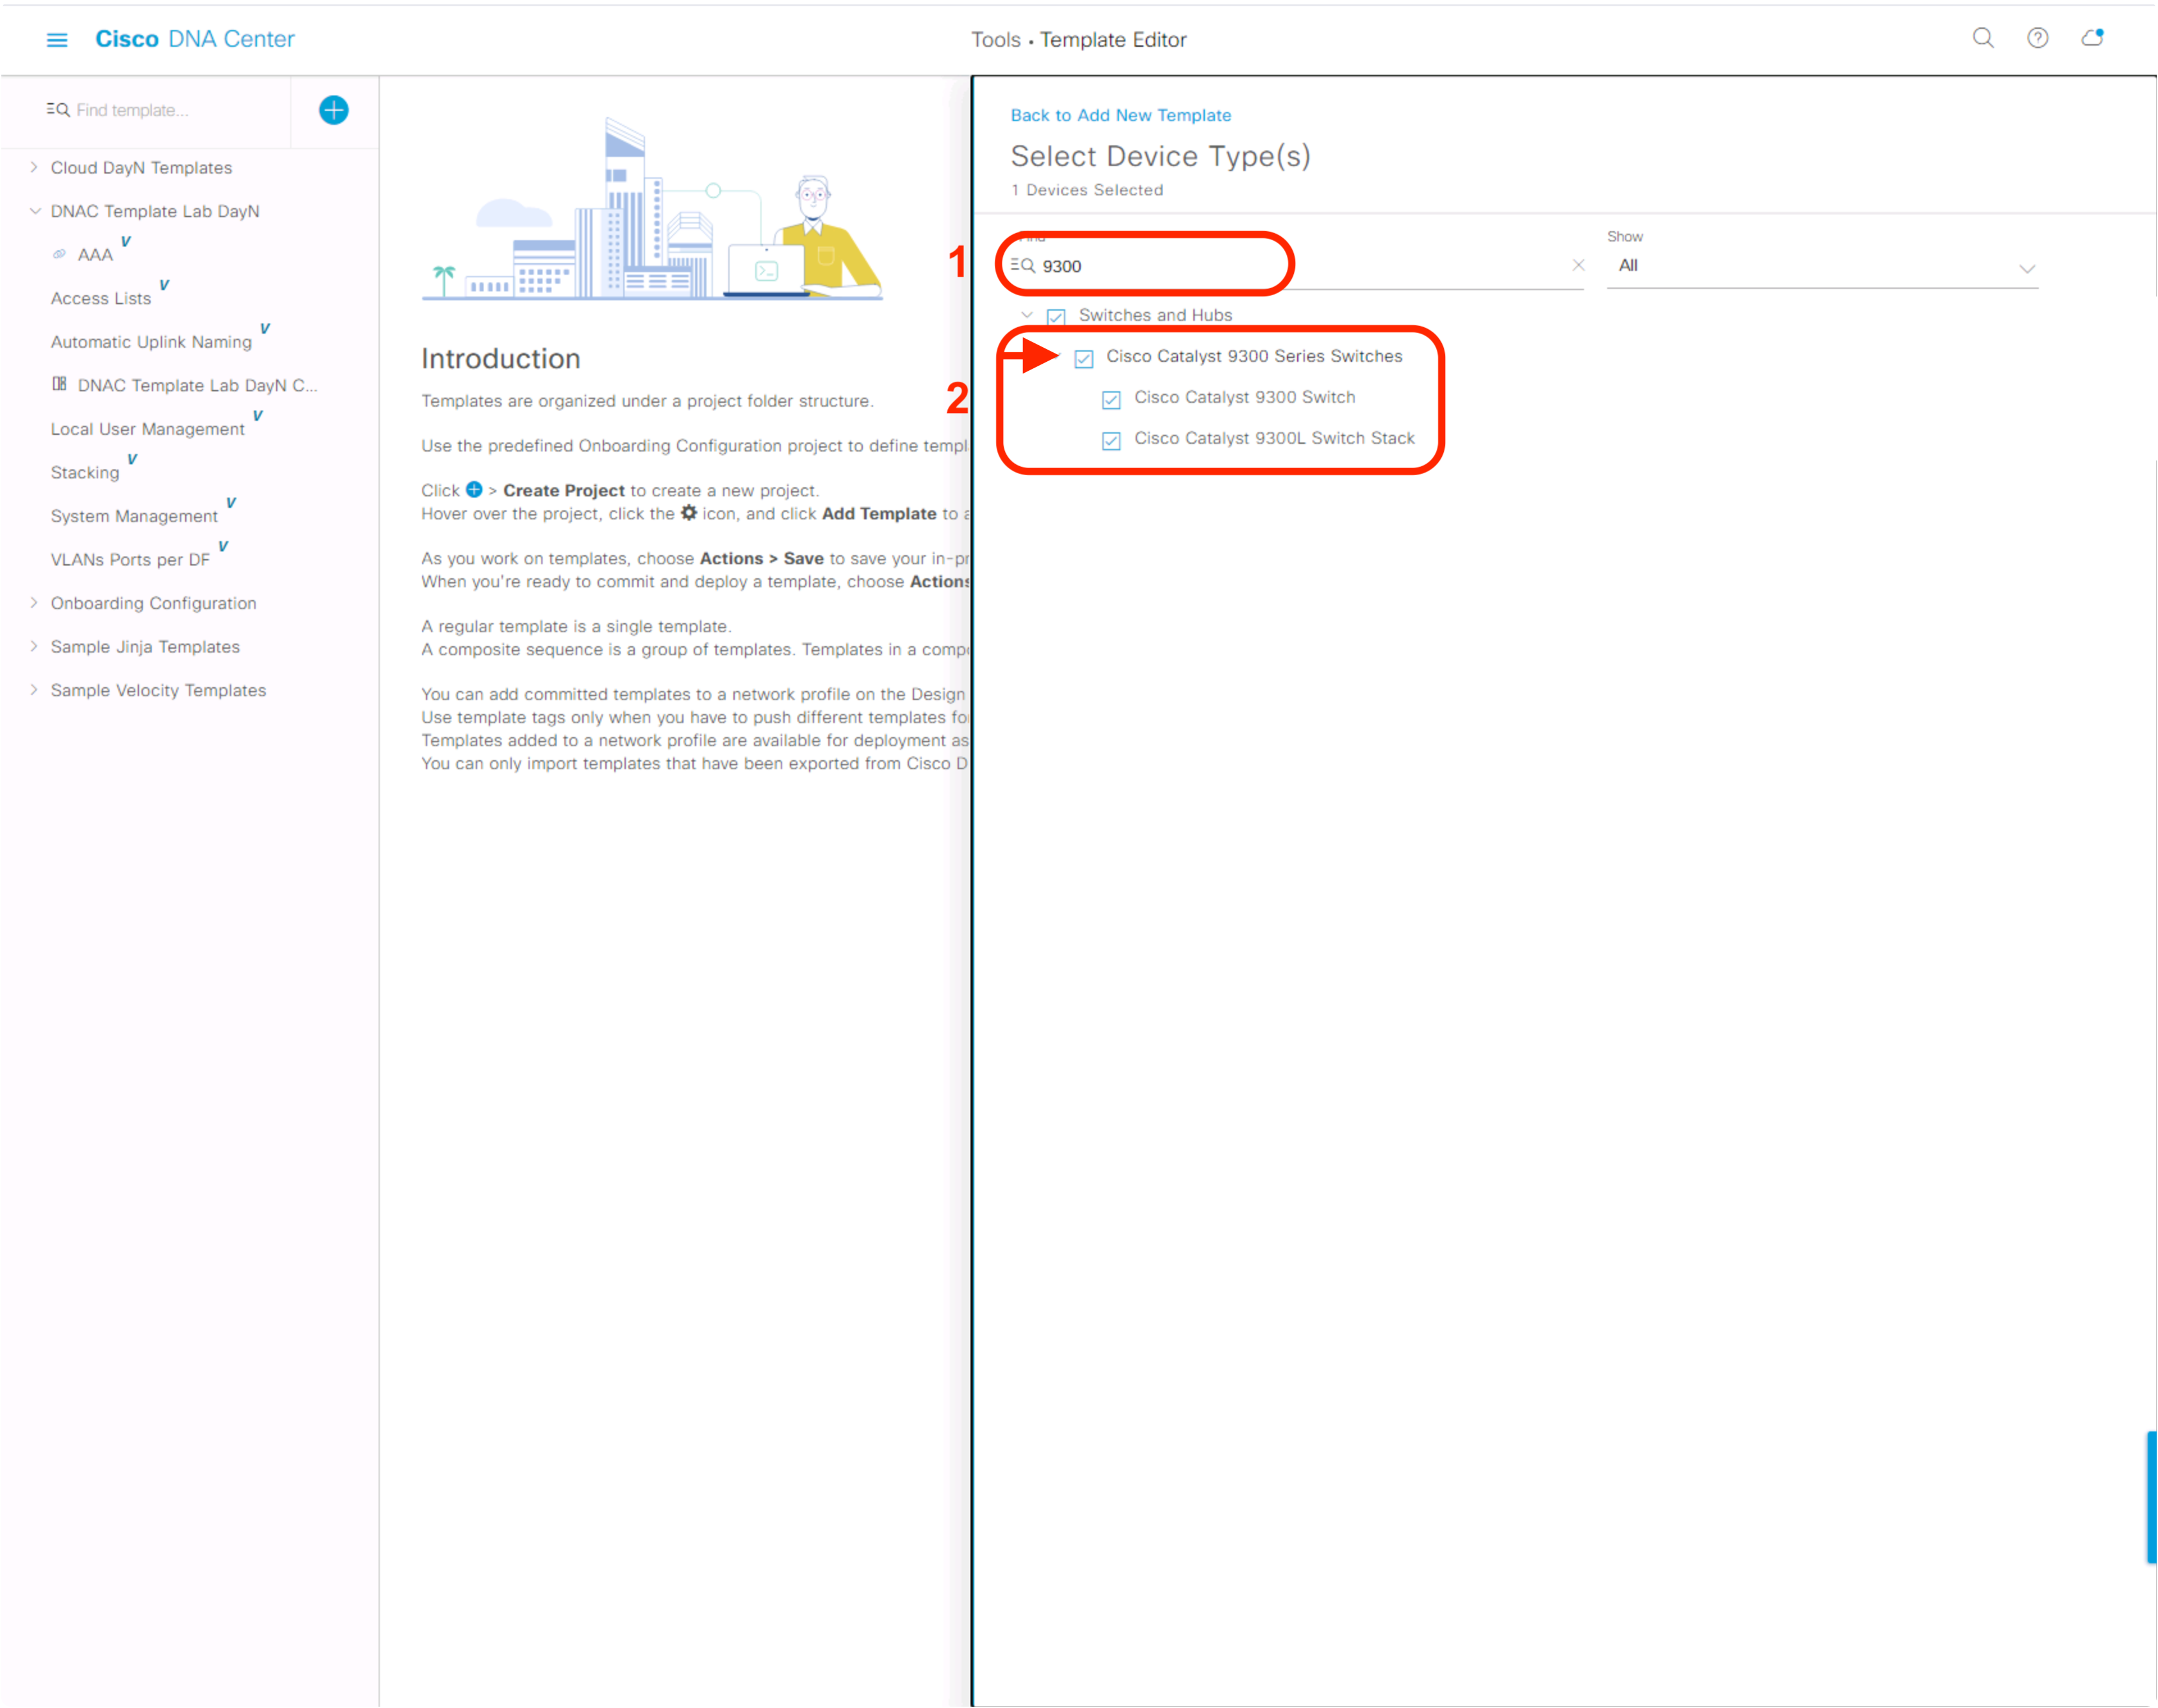 Cisco DNA Center
Tools • Template Editor
Find template...
Cloud DayN Templates
DNAC Template Lab DayN
AAA V
Access Lists V
Automatic Uplink Naming V
DNAC Template Lab DayN C...
Local User Management V
Stacking V
System Management V
VLANs Ports per DF V
Onboarding Configuration
Sample Jinja Templates
Sample Velocity Templates
Introduction
Templates are organized under a project folder structure.
Use the predefined Onboarding Configuration project to define templ
Click > Create Project to create a new project.
Hover over the project, click the icon, and click Add Template to a
As you work on templates, choose Actions > Save to save your in-pr
When you're ready to commit and deploy a template, choose Actions
A regular template is a single template.
A composite sequence is a group of templates. Templates in a comp
You can add committed templates to a network profile on the Design
Use template tags only when you have to push different templates fo
Templates added to a network profile are available for deployment as
You can only import templates that have been exported from Cisco D
Back to Add New Template
Select Device Type(s)
1 Devices Selected
Show
1
9300
All
Switches and Hubs
2
Cisco Catalyst 9300 Series Switches
Cisco Catalyst 9300 Switch
Cisco Catalyst 9300L Switch Stack